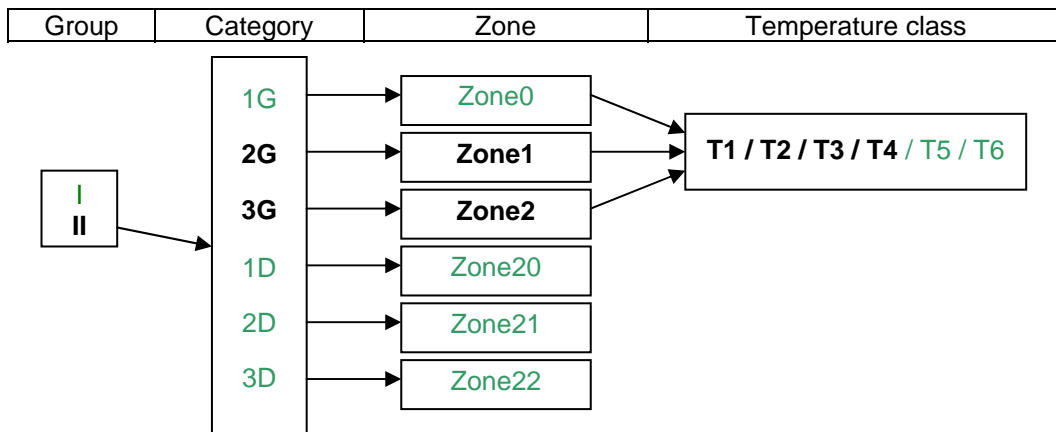 Group Category Zone Temperature class
1G Zone0
2G Zone1 T1 / T2 / T3 / T4 / T5 / T6
I
II
3G Zone2
1D Zone20
2D Zone21
3D Zone22